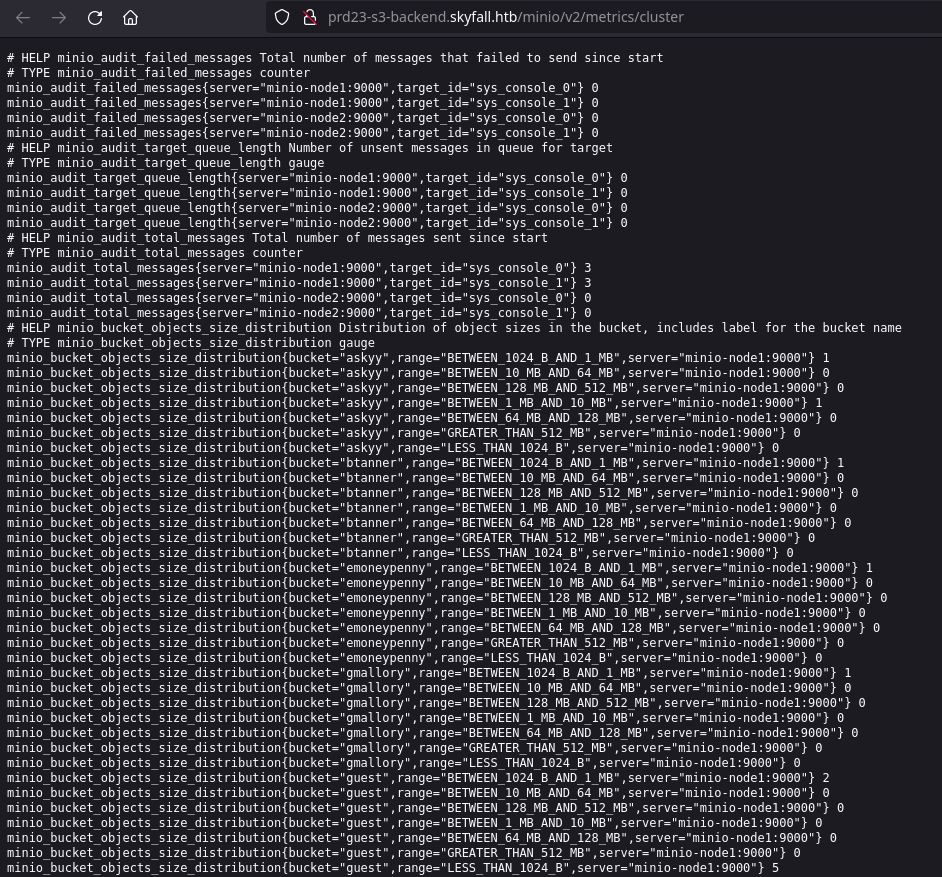 prd23-s3-backend.skyfall.htb/minio/v2/metrics/cluster
# HELP minio_audit_failed_messages Total number of messages that failed to send since start
# TYPE minio_audit_failed_messages counter
minio_audit_failed_messages{server="minio-node1:9000",target_id="sys_console_0"} 0
minio_audit_failed_messages{server="minio-node1:9000",target_id="sys_console_1"} 0
minio_audit_failed_messages{server="minio-node2:9000",target_id="sys_console_0"} 0
minio_audit_failed_messages{server="minio-node2:9000",target_id="sys_console_1"} 0
# HELP minio_audit_target_queue_length Number of unsent messages in queue for target
# TYPE minio_audit_target_queue_length gauge
minio_audit_target_queue_length{server="minio-node1:9000",target_id="sys_console_0"} 0
minio_audit_target_queue_length{server="minio-node1:9000",target_id="sys_console_1"} 0
minio_audit_target_queue_length{server="minio-node2:9000",target_id="sys_console_0"} 0
minio_audit_target_queue_length{server="minio-node2:9000",target_id="sys_console_1"} 0
# HELP minio_audit_total_messages Total number of messages sent since start
# TYPE minio_audit_total_messages counter
minio_audit_total_messages{server="minio-node1:9000",target_id="sys_console_0"} 3
minio_audit_total_messages{server="minio-node1:9000",target_id="sys_console_1"} 3
minio_audit_total_messages{server="minio-node2:9000",target_id="sys_console_0"} 0
minio_audit_total_messages{server="minio-node2:9000",target_id="sys_console_1"} 0
# HELP minio_bucket_objects_size_distribution Distribution of object sizes in the bucket, includes label for the bucket name
# TYPE minio_bucket_objects_size_distribution gauge
minio_bucket_objects_size_distribution{bucket="askyy",range="BETWEEN_1024_B_AND_1_MB",server="minio-node1:9000"} 1
minio_bucket_objects_size_distribution{bucket="askyy",range="BETWEEN_10_MB_AND_64_MB",server="minio-node1:9000"} 0
minio_bucket_objects_size_distribution{bucket="askyy",range="BETWEEN_128_MB_AND_512_MB",server="minio-node1:9000"} 0
minio_bucket_objects_size_distribution{bucket="askyy",range="BETWEEN_1_MB_AND_10_MB",server="minio-node1:9000"} 1
minio_bucket_objects_size_distribution{bucket="askyy",range="BETWEEN_64_MB_AND_128_MB",server="minio-node1:9000"} 0
minio_bucket_objects_size_distribution{bucket="askyy",range="GREATER_THAN_512_MB",server="minio-node1:9000"} 0
minio_bucket_objects_size_distribution{bucket="askyy",range="LESS_THAN_1024_B",server="minio-node1:9000"} 0
minio_bucket_objects_size_distribution{bucket="btanner",range="BETWEEN_1024_B_AND_1_MB",server="minio-node1:9000"} 1
minio_bucket_objects_size_distribution{bucket="btanner",range="BETWEEN_10_MB_AND_64_MB",server="minio-node1:9000"} 0
minio_bucket_objects_size_distribution{bucket="btanner",range="BETWEEN_128_MB_AND_512_MB",server="minio-node1:9000"} 0
minio_bucket_objects_size_distribution{bucket="btanner",range="BETWEEN_1_MB_AND_10_MB",server="minio-node1:9000"} 0
minio_bucket_objects_size_distribution{bucket="btanner",range="BETWEEN_64_MB_AND_128_MB",server="minio-node1:9000"} 0
minio_bucket_objects_size_distribution{bucket="btanner",range="GREATER_THAN_512_MB",server="minio-node1:9000"} 0
minio_bucket_objects_size_distribution{bucket="btanner",range="LESS_THAN_1024_B",server="minio-node1:9000"} 0
minio_bucket_objects_size_distribution{bucket="emoneypenny",range="BETWEEN_1024_B_AND_1_MB",server="minio-node1:9000"} 1
minio_bucket_objects_size_distribution{bucket="emoneypenny",range="BETWEEN_10_MB_AND_64_MB",server="minio-node1:9000"} 0
minio_bucket_objects_size_distribution{bucket="emoneypenny",range="BETWEEN_128_MB_AND_512_MB",server="minio-node1:9000"} 0
minio_bucket_objects_size_distribution{bucket="emoneypenny",range="BETWEEN_1_MB_AND_10_MB",server="minio-node1:9000"} 0
minio_bucket_objects_size_distribution{bucket="emoneypenny",range="BETWEEN_64_MB_AND_128_MB",server="minio-node1:9000"} 0
minio_bucket_objects_size_distribution{bucket="emoneypenny",range="GREATER_THAN_512_MB",server="minio-node1:9000"} 0
minio_bucket_objects_size_distribution{bucket="emoneypenny",range="LESS_THAN_1024_B",server="minio-node1:9000"} 0
minio_bucket_objects_size_distribution{bucket="gmallory",range="BETWEEN_1024_B_AND_1_MB",server="minio-node1:9000"} 1
minio_bucket_objects_size_distribution{bucket="gmallory",range="BETWEEN_10_MB_AND_64_MB",server="minio-node1:9000"} 0
minio_bucket_objects_size_distribution{bucket="gmallory",range="BETWEEN_128_MB_AND_512_MB",server="minio-node1:9000"} 0
minio_bucket_objects_size_distribution{bucket="gmallory",range="BETWEEN_1_MB_AND_10_MB",server="minio-node1:9000"} 0
minio_bucket_objects_size_distribution{bucket="gmallory",range="BETWEEN_64_MB_AND_128_MB",server="minio-node1:9000"} 0
minio_bucket_objects_size_distribution{bucket="gmallory",range="GREATER_THAN_512_MB",server="minio-node1:9000"} 0
minio_bucket_objects_size_distribution{bucket="gmallory",range="LESS_THAN_1024_B",server="minio-node1:9000"} 0
minio_bucket_objects_size_distribution{bucket="guest",range="BETWEEN_1024_B_AND_1_MB",server="minio-node1:9000"} 2
minio_bucket_objects_size_distribution{bucket="guest",range="BETWEEN_10_MB_AND_64_MB",server="minio-node1:9000"} 0
minio_bucket_objects_size_distribution{bucket="guest",range="BETWEEN_128_MB_AND_512_MB",server="minio-node1:9000"} 0
minio_bucket_objects_size_distribution{bucket="guest",range="BETWEEN_1_MB_AND_10_MB",server="minio-node1:9000"} 0
minio_bucket_objects_size_distribution{bucket="guest",range="BETWEEN_64_MB_AND_128_MB",server="minio-node1:9000"} 0
minio_bucket_objects_size_distribution{bucket="guest",range="GREATER_THAN_512_MB",server="minio-node1:9000"} 0
minio_bucket_objects_size_distribution{bucket="guest",range="LESS_THAN_1024_B",server="minio-node1:9000"} 5